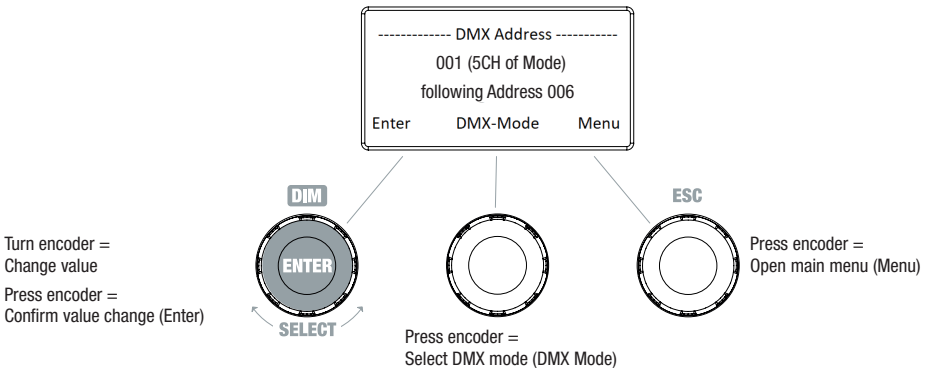 ------------- DMX Address -----------
001 (5CH of Mode)
following Address 006
Enter DMX-Mode Menu
DIM
ESC
Turn encoder =
Change value
Press encoder =
Confirm value change (Enter)
ENTER
SELECT
Press encoder =
Select DMX mode (DMX Mode)
Press encoder =
Open main menu (Menu)